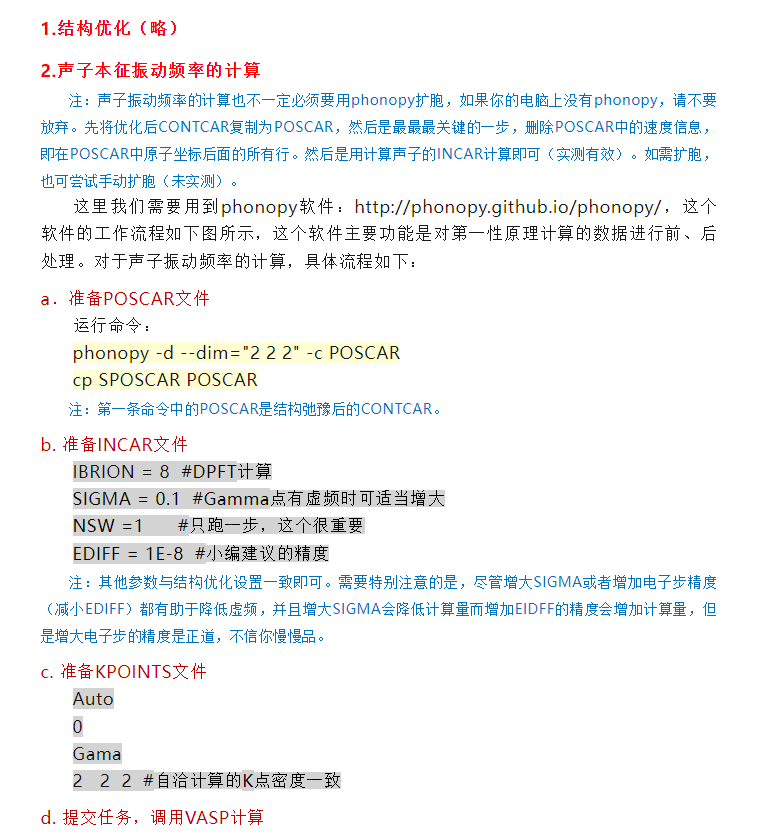 1.结构优化（略）
2.声子本征振动频率的计算
注：声子振动频率的计算也不一定必须要用phonopy扩胞，如果你的电脑上没有phonopy，请不要
放弃。先将优化后CONTCAR复制为POSCAR，然后是最最最关键的一步，删除POSCAR中的速度信息，
即在POSCAR中原子坐标后面的所有行。然后是用计算声子的INCAR计算即可（实测有效）。如需扩胞，
也可尝试手动扩胞（未实测）。
这里我们需要用到phonopy软件：http://phonopy.github.io/phonopy/，这个
软件的工作流程如下图所示，这个软件主要功能是对第一性原理计算的数据进行前、后
处理。对于声子振动频率的计算，具体流程如下：
a．准备POSCAR文件
运行命令：
phonopy -d --dim="2 2 2" -c POSCAR
cp SPOSCAR POSCAR
注：第一条命令中的POSCAR是结构弛豫后的CONTCAR。
b. 准备INCAR文件
IBRION = 8 #DPFT计算
SIGMA = 0.1 #Gamma点有虚频时可适当增大
NSW =1 #只跑一步，这个很重要
EDIFF = 1E-8 #小编建议的精度
注：其他参数与结构优化设置一致即可。需要特别注意的是，尽管增大SIGMA或者增加电子步精度
（减小EDIFF）都有助于降低虚频，并且增大SIGMA会降低计算量而增加EIDFF的精度会增加计算量，但
是增大电子步的精度是正道，不信你慢慢品。
c. 准备KPOINTS文件
Auto
0
Gama
2 2 2 #自洽计算的K点密度一致
d. 提交任务，调用VASP计算